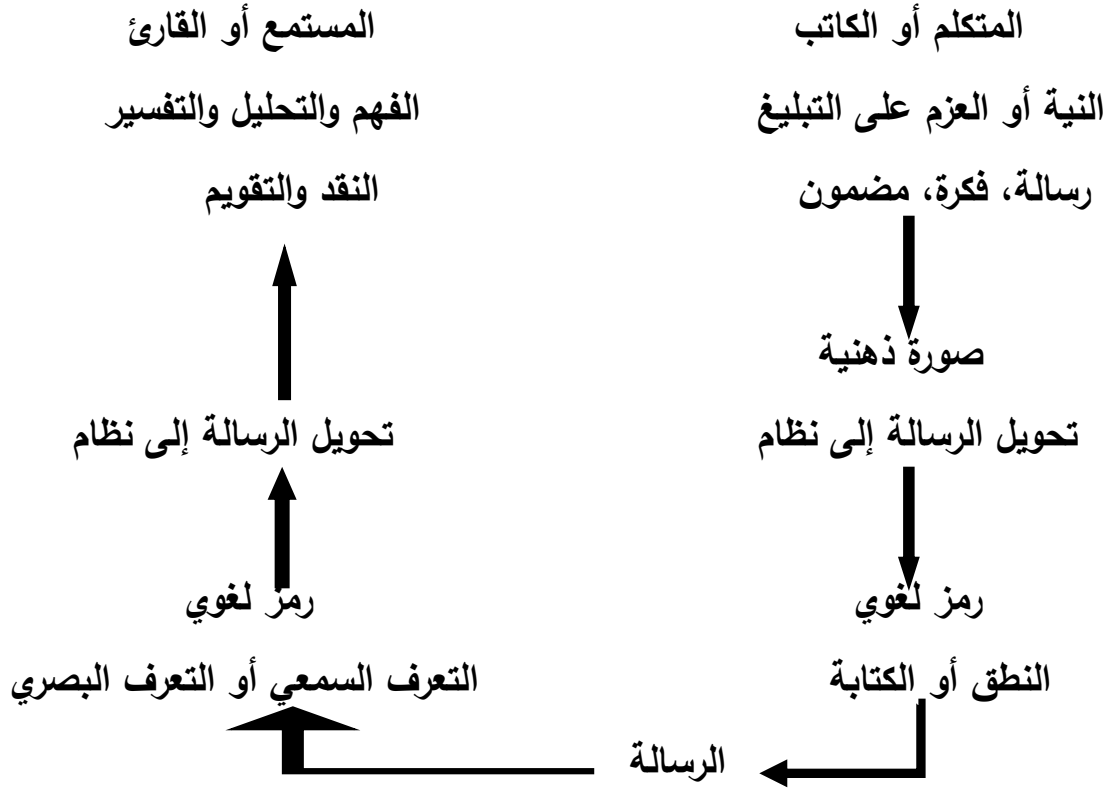 المتكلم أو الكاتب
النية أو العزم على التبليغ
رسالة، فكرة، مضمون
صورة ذهنية
تحويل الرسالة إلى نظام
رمز لغوي
النطق أو الكتابة
الرسالة
المستمع أو القارئ
الفهم والتحليل والتفسير
النقد والتقويم
تحويل الرسالة إلى نظام
رمز لغوي
التعرف السمعي أو التعرف البصري